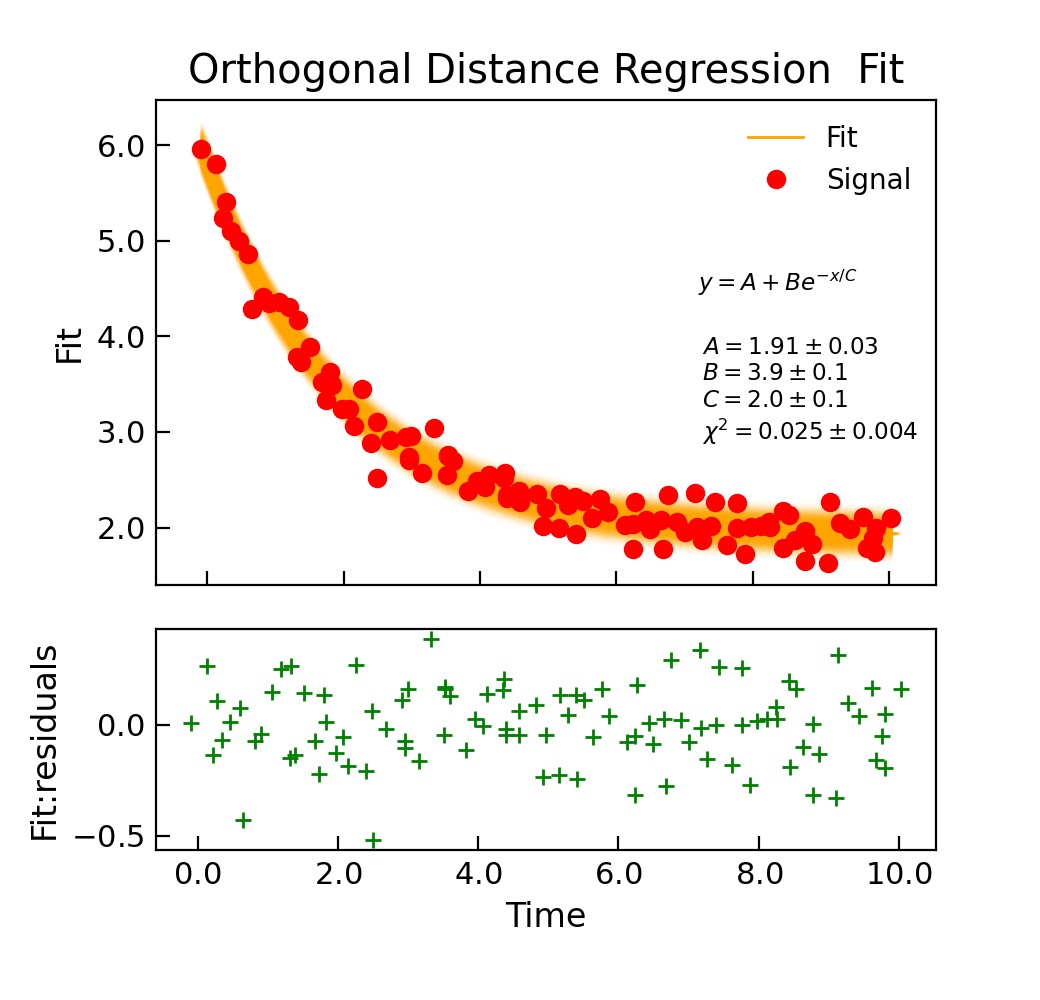 Orthogonal Distance Regression  Fit
6.0
5.0
4.0
3.0
2.0
Fit
Fit
Signal
y = A + Be^{-x/C}
A = 1.91 ± 0.03
B = 3.9 ± 0.1
C = 2.0 ± 0.1
χ² = 0.025 ± 0.004
0.0
−0.5
Fit:residuals
0.0 2.0 4.0 6.0 8.0 10.0
Time